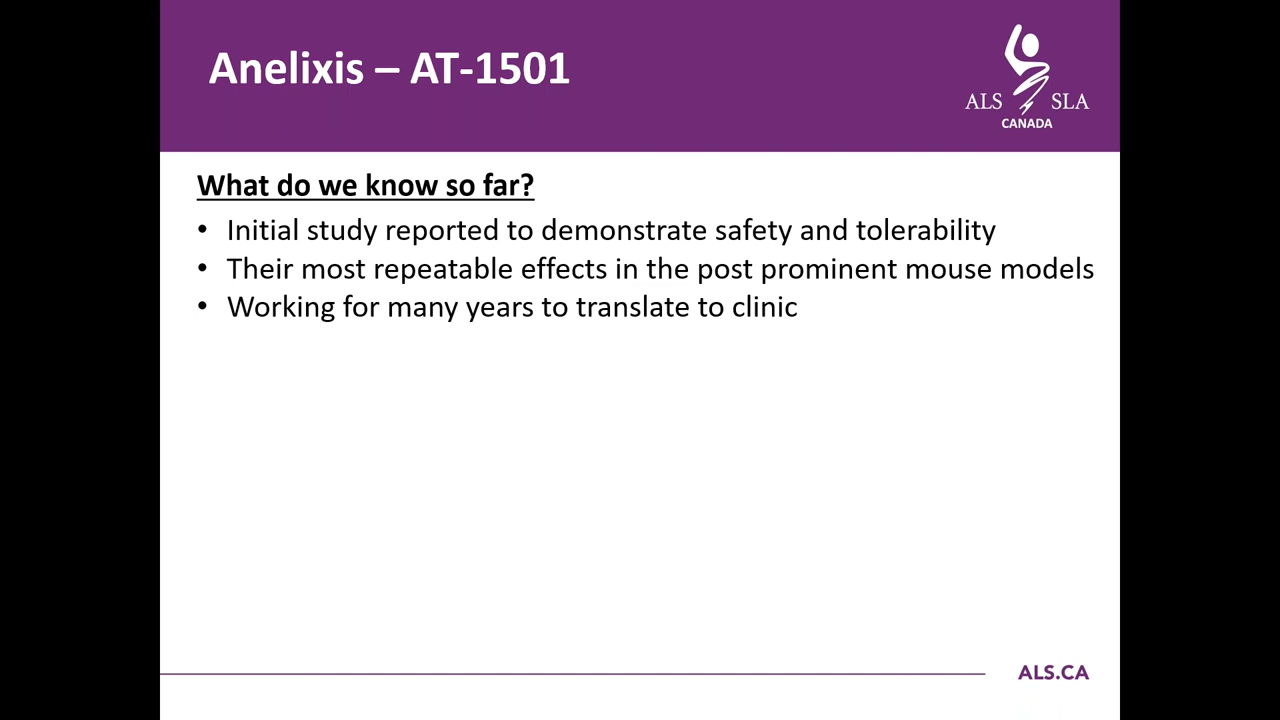 Anelixis – AT-1501
ALS SLA
CANADA
What do we know so far?
• Initial study reported to demonstrate safety and tolerability
• Their most repeatable effects in the post prominent mouse models
• Working for many years to translate to clinic
ALS.CA